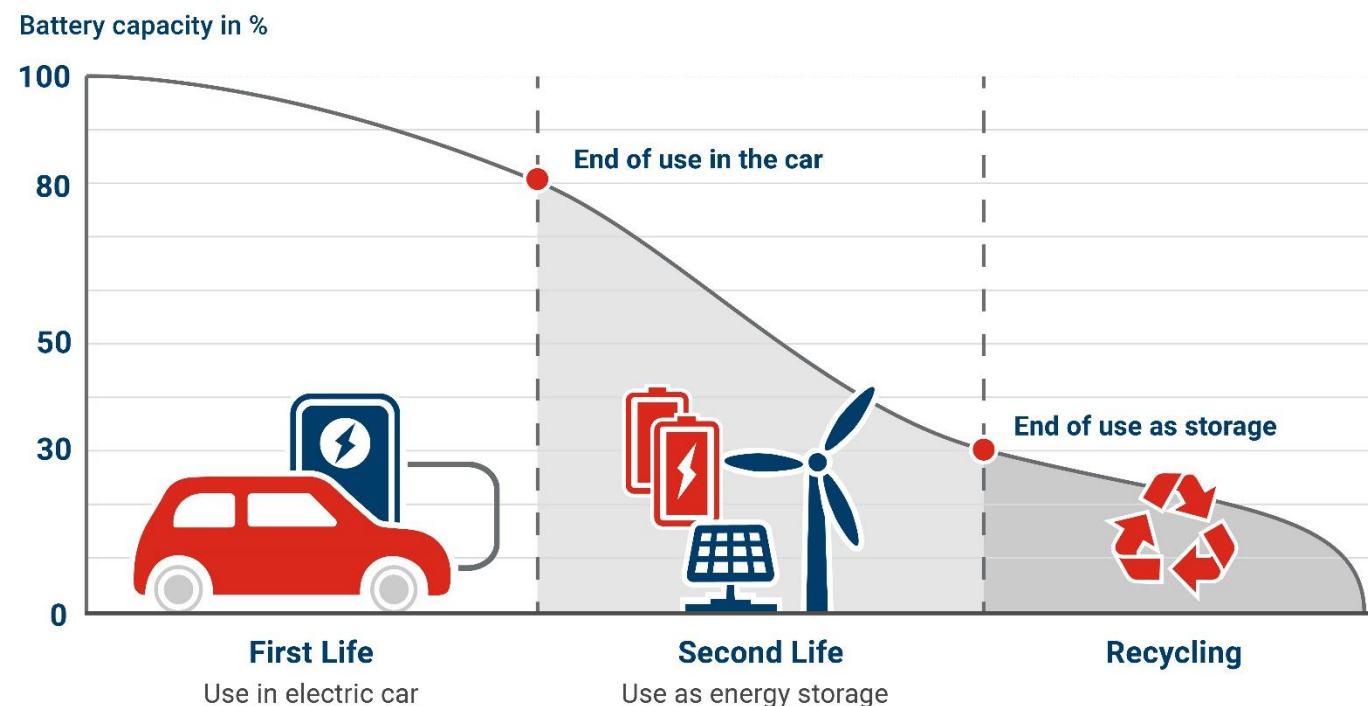 Battery capacity in %
100
80
50
30
0
End of use in the car
End of use as storage
First Life
Use in electric car
Second Life
Use as energy storage
Recycling